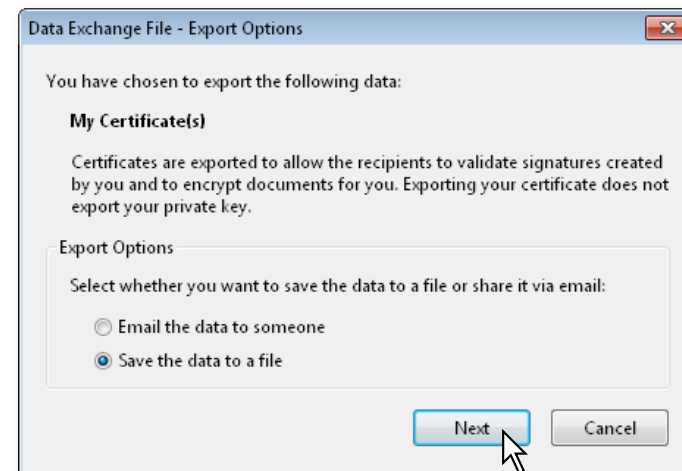 Data Exchange File - Export Options
You have chosen to export the following data:
My Certificate(s)
Certificates are exported to allow the recipients to validate signatures created
by you and to encrypt documents for you. Exporting your certificate does not
export your private key.
Export Options
Select whether you want to save the data to a file or share it via email:
Email the data to someone
Save the data to a file
Next Cancel